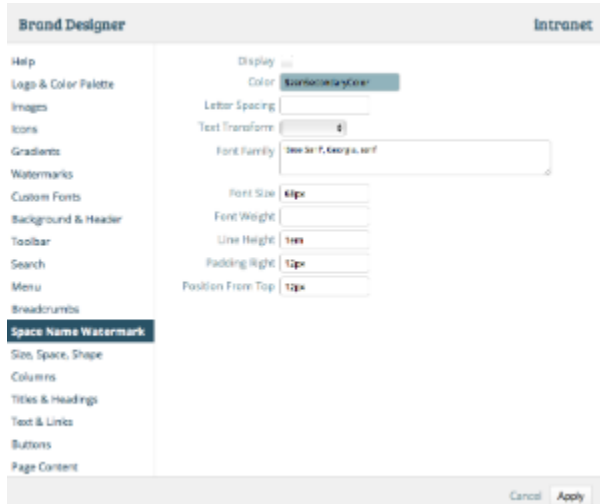 Brand Designer
Intranet
Help
Logo & Color Palette
Images
Icons
Gradients
Watermarks
Custom Fonts
Background & Header
Toolbar
Search
Menu
Breadcrumbs
Space Name Watermark
Size, Space, Shape
Columns
Titles & Headings
Text & Links
Buttons
Page Content
Display
Color
Letter Spacing
Text Transform
Font Family
Serif, Georgia, serif
Font Size
Font Weight
Line Height 1em
Padding Right 12px
Position From Top 12px
Cancel Apply